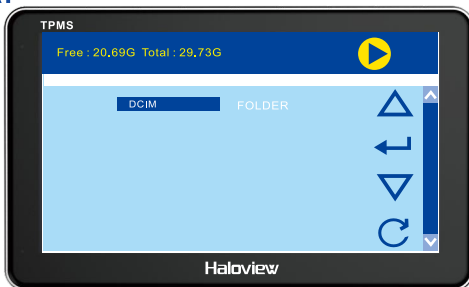 TPMS
Free : 20.69G Total : 29.73G
DCIM FOLDER
Haloview